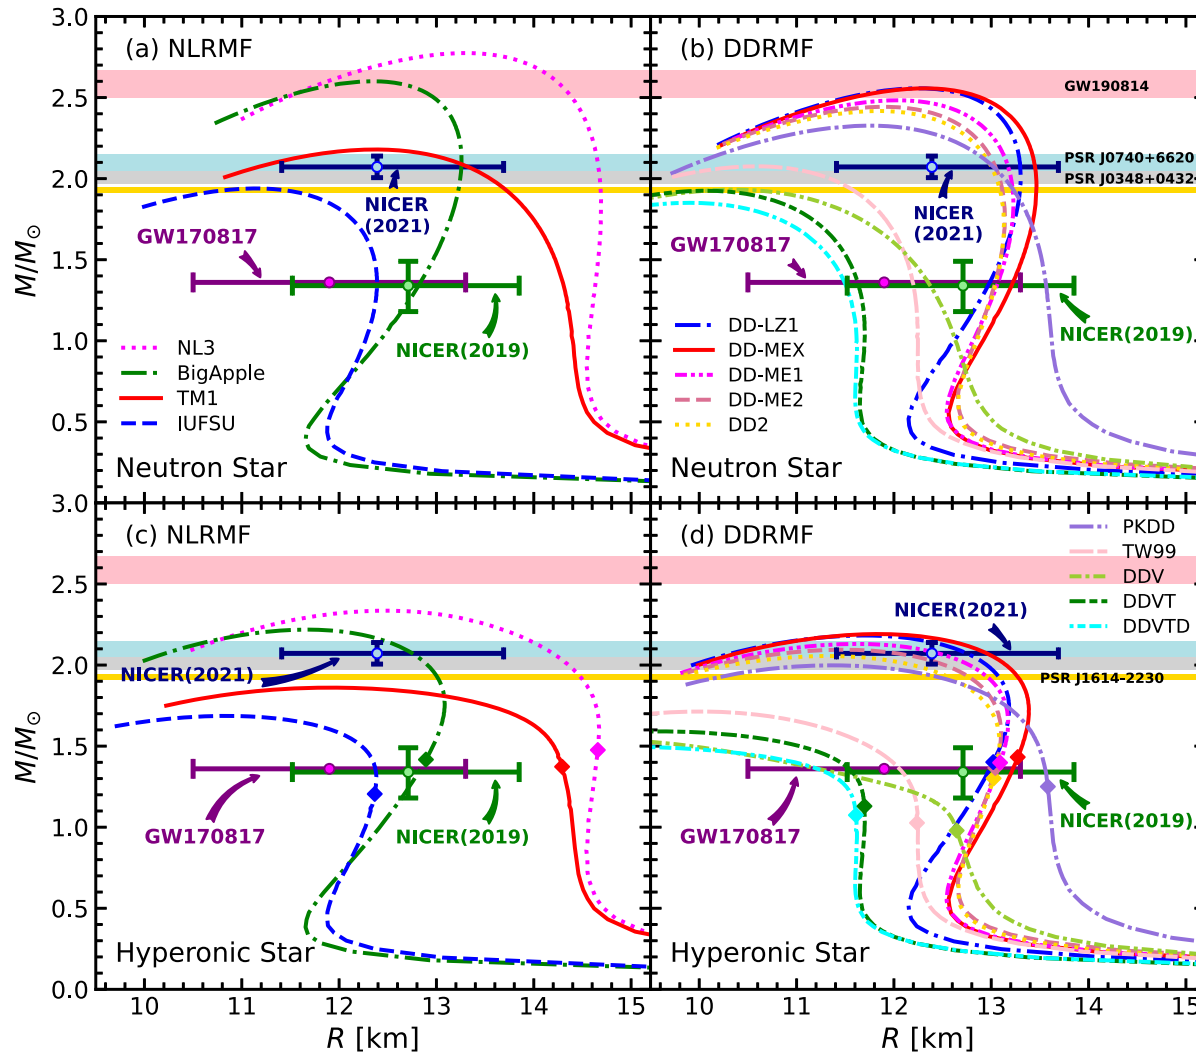 (a) NLRMF
3.0
2.5
2.0
1.5
1.0
0.5
3.0
M/M⊙
NICER
(2021)
GW170817
NICER(2019)
NL3
BigApple
TM1
IUFSU
Neutron Star
(b) DDRMF
GW190814
PSR J0740+6620
PSR J0348+0432
NICER
(2021)
GW170817
NICER(2019)
DD-LZ1
DD-MEX
DD-ME1
DD-ME2
DD2
Neutron Star
(c) NLRMF
2.5
2.0
1.5
1.0
0.5
0.0
M/M⊙
NICER(2021)
GW170817
NICER(2019)
Hyperonic Star
10 11 12 13 14 15
R [km]
(d) DDRMF
PKDD
TW99
DDV
DDVT
DDVTD
NICER(2021)
PSR J1614-2230
GW170817
NICER(2019)
Hyperonic Star
10 11 12 13 14 15
R [km]